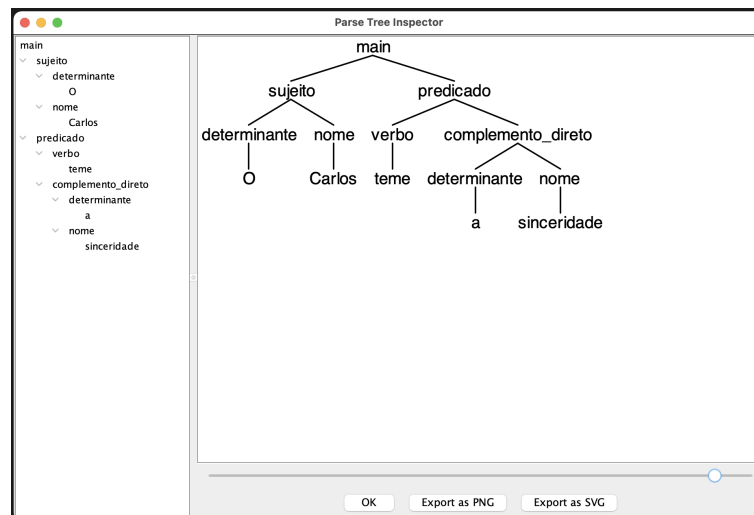 Parse Tree Inspector
main
sujeito
determinante
O
nome
Carlos
predicado
verbo
teme
complemento_direto
determinante
a
nome
sinceridade
main
sujeito predicado
determinante nome verbo complemento_direto
O Carlos teme determinante nome
a sinceridade
OK Export as PNG Export as SVG